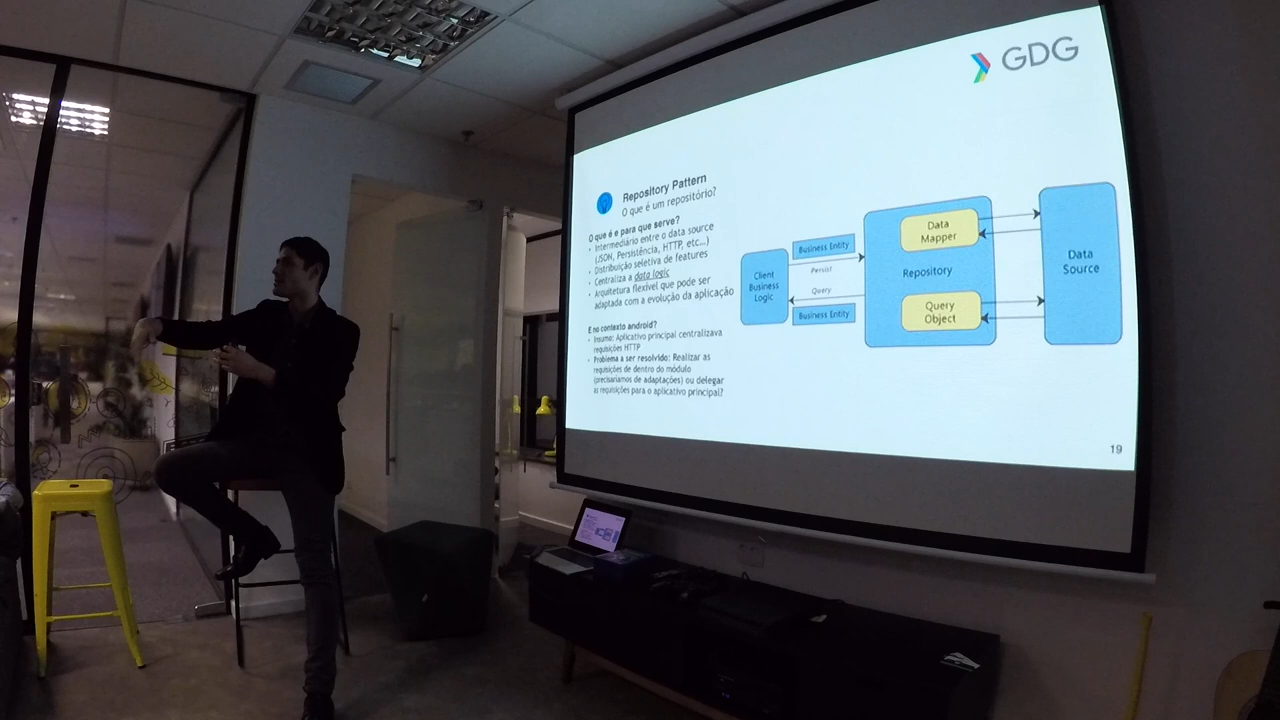 GDG
Repository Pattern
O que é um repositório?
O que é e para que serve?
• Intermediário entre o data source
(JSON, Persistência, HTTP, etc...)
• Distribuição seletiva de features
• Centraliza a data logic
• Arquitetura flexível que pode ser
adaptada com a evolução da aplicação
E no contexto android?
• Insumo: Aplicativo principal centralizava
requisições HTTP
• Problema a ser resolvido: Realizar as
requisições de dentro do módulo
(precisaríamos de adaptações) ou delegar
as requisições para o aplicativo principal?
Client
Business
Logic
Business Entity
Persist
Query
Business Entity
Data
Mapper
Repository
Query
Object
Data
Source
19